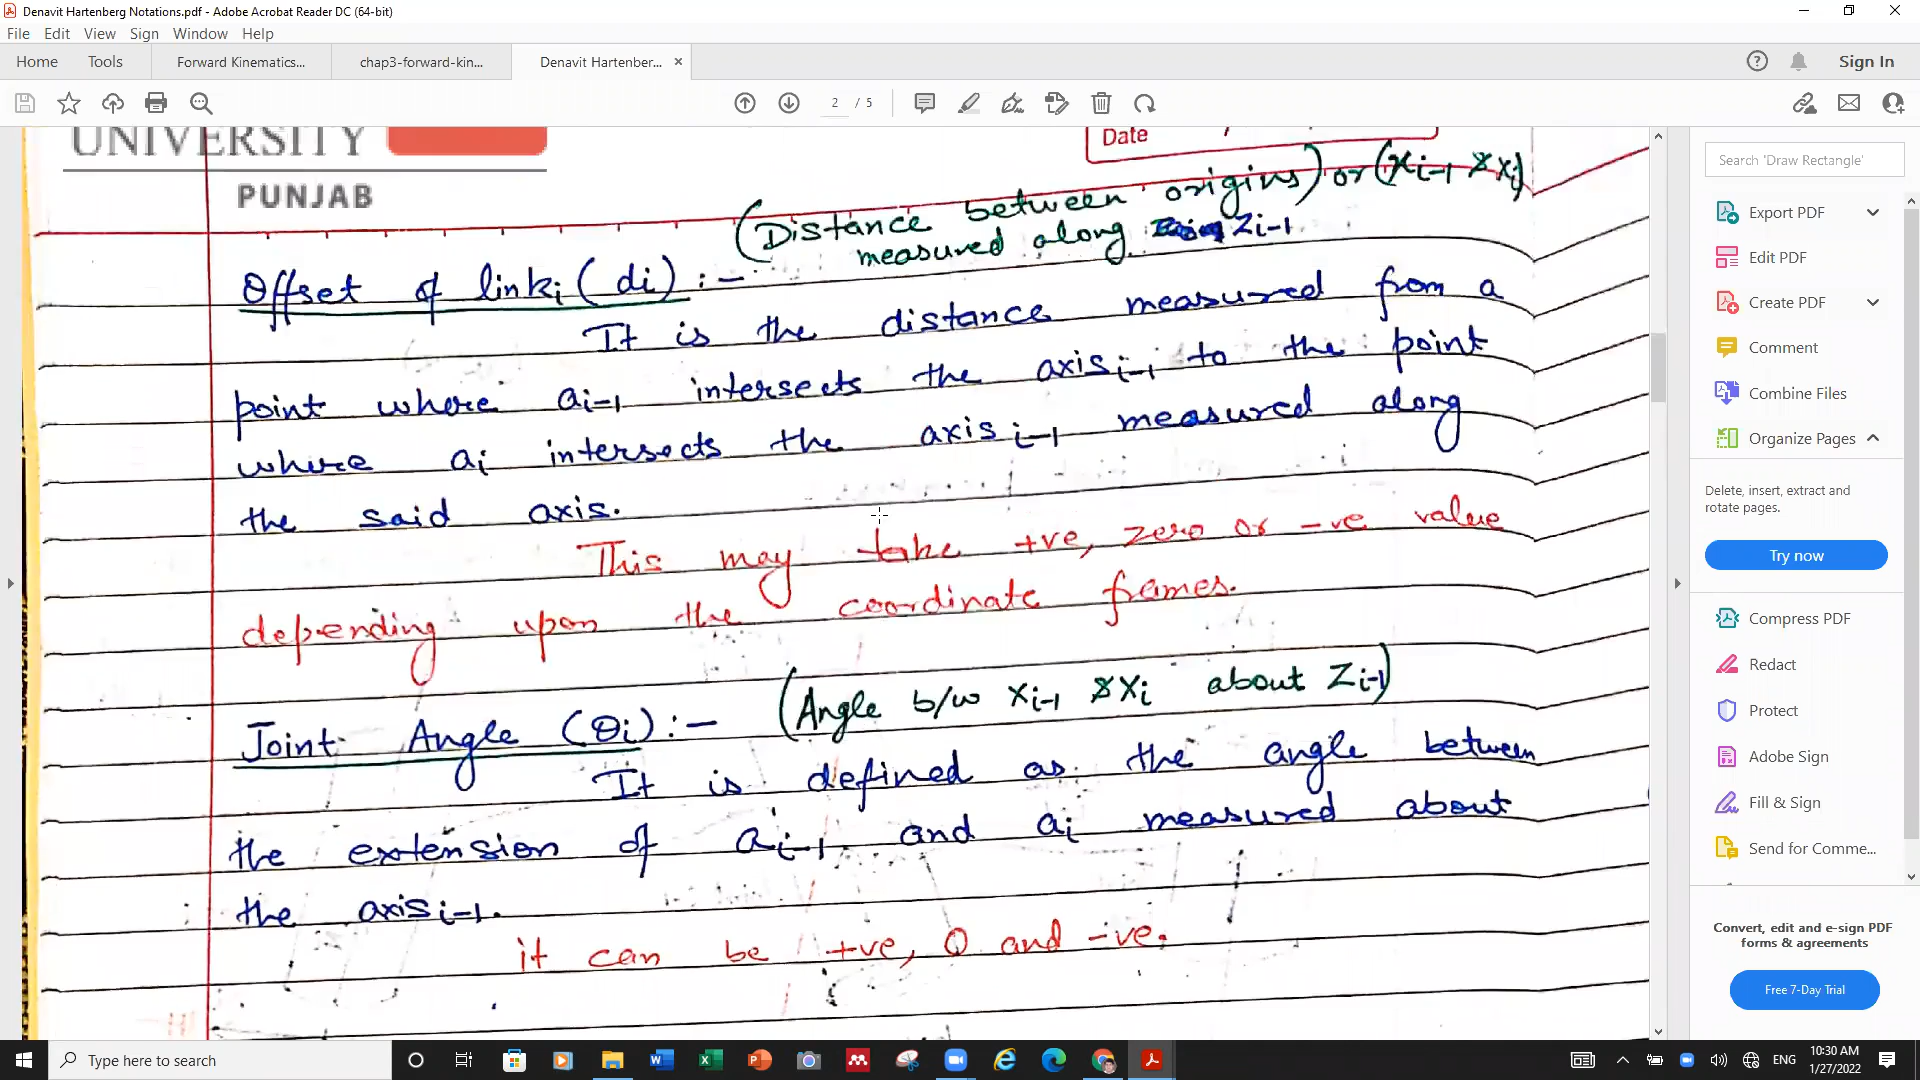 Denavit Hartenberg Notations.pdf - Adobe Acrobat Reader DC (64-bit)
File Edit View Sign Window Help
Home Tools Forward Kinematics... chap3-forward-kin... Denavit Hartenber... Sign In
2 / 5
UNIVERSITY
PUNJAB
Date
(Distance between origins) or (xi-1 & xi)
measured along Zi-1
Offset of linki (di) :-
It is the distance measured from a
point where ai-1 intersects the axisi-1 to the point
where ai intersects the axisi-1 measured along
the said axis.
This may take +ve, zero or -ve value
depending upon the coordinate frames.
Joint Angle (θi) :- (Angle b/w Xi-1 & Xi about Zi-1)
It is defined as the angle between
the extension of ai-1 and ai measured about
the axisi-1.
it can be +ve, 0 and -ve.
Search 'Draw Rectangle'
Export PDF
Edit PDF
Create PDF
Comment
Combine Files
Organize Pages
Delete, insert, extract and
rotate pages.
Try now
Compress PDF
Redact
Protect
Adobe Sign
Fill & Sign
Send for Comme...
Convert, edit and e-sign PDF
forms & agreements
Free 7-Day Trial
Type here to search
ENG
10:30 AM
1/27/2022